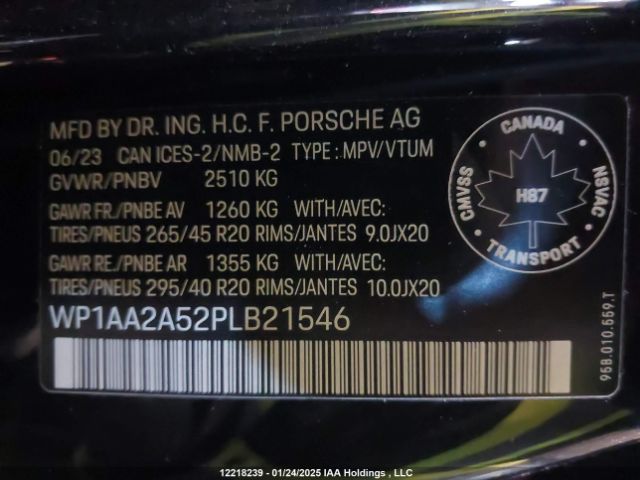 MFD BY DR. ING. H.C. F. PORSCHE AG
06/23 CAN ICES-2/NMB-2 TYPE : MPV/VTUM
GVWR/PNBV 2510 KG
GAWR FR./PNBE AV 1260 KG WITH/AVEC:
TIRES/PNEUS 265/45 R20 RIMS/JANTES 9.0JX20
GAWR RE./PNBE AR 1355 KG WITH/AVEC:
TIRES/PNEUS 295/40 R20 RIMS/JANTES 10.0JX20
WP1AA2A52PLB21546
CANADA
CMVSS
NSVAC
H87
TRANSPORT
95B.010.559.T
12218239 - 01/24/2025 IAA Holdings , LLC